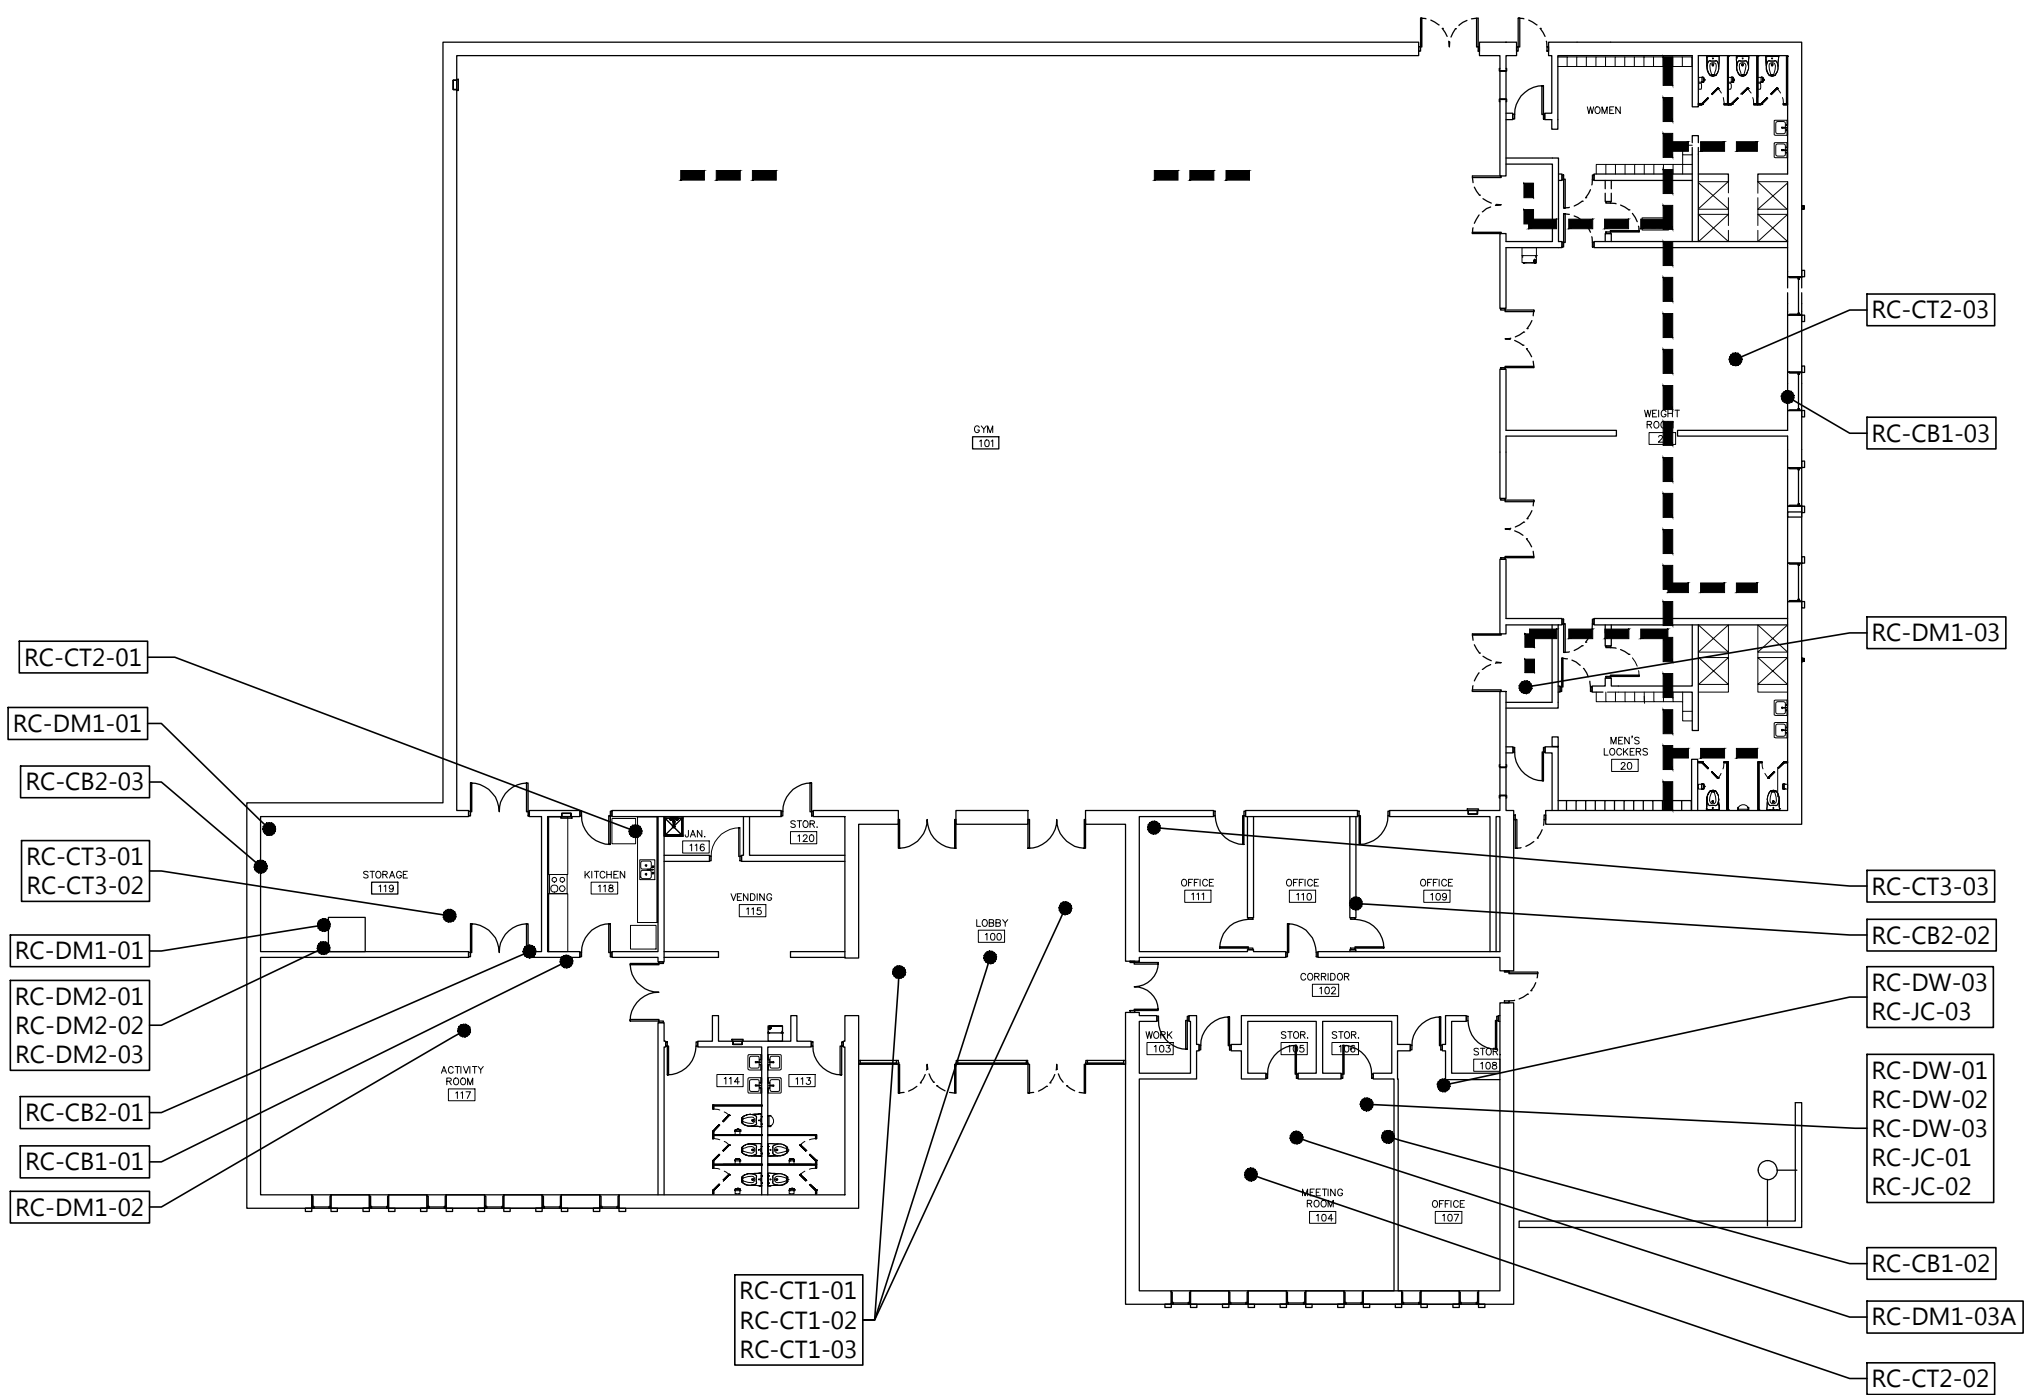 WOMEN
RC-CT2-03
WEIGHT
RC-CB1-03
GYM
101
RC-DM1-03
RC-CT2-01
RC-DM1-01
MEN'S
LOCKERS
20
RC-CB2-03
RC-CT3-01
RC-CT3-02
STORAGE
119
KITCHEN
118
JAN.
116
STOR.
120
VENDING
115
LOBBY
100
OFFICE
111
OFFICE
110
OFFICE
109
RC-CT3-03
RC-CB2-02
RC-DM1-01
RC-DM2-01
RC-DM2-02
RC-DM2-03
CORRIDOR
102
RC-DW-03
RC-JC-03
WORK
103
STOR.
105
STOR.
106
STOR.
108
ACTIVITY
ROOM
117
114
113
RC-DW-01
RC-DW-02
RC-DW-03
RC-JC-01
RC-JC-02
RC-CB2-01
RC-CB1-01
RC-DM1-02
MEETING
ROOM
104
OFFICE
107
RC-CT1-01
RC-CT1-02
RC-CT1-03
RC-CB1-02
RC-DM1-03A
RC-CT2-02